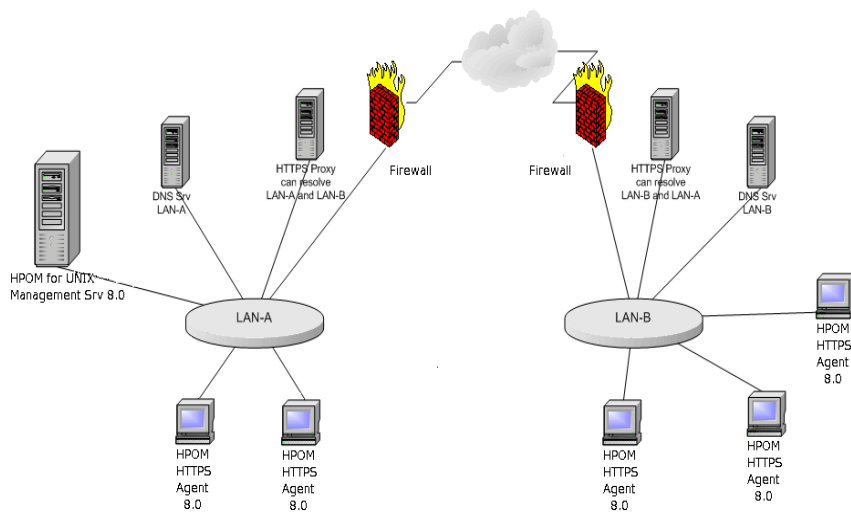 Firewall
Firewall
HTTPS Proxy
can resolve
LAN-A and LAN-B
HTTPS Proxy
can resolve
LAN-B and LAN-A
DNS Srv
LAN-A
DNS Srv
LAN-B
HPOM for UNIX
Management Srv 8.0
LAN-A
LAN-B
HPOM
HTTPS
Agent
8.0
HPOM
HTTPS
Agent
8.0
HPOM
HTTPS
Agent
8.0
HPOM
HTTPS
Agent
8.0
HPOM
HTTPS
Agent
8.0